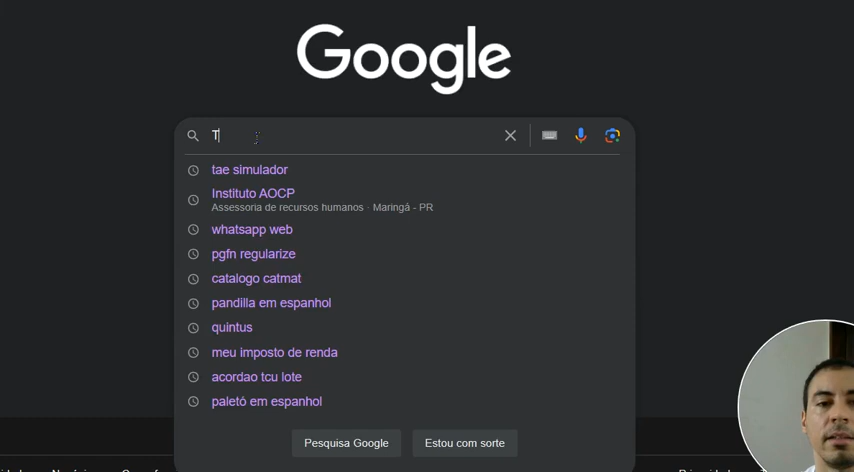 Google
T
tae simulador
Instituto AOCP
Assessoria de recursos humanos · Maringá - PR
whatsapp web
pgfn regularize
catalogo catmat
pandilla em espanhol
quintus
meu imposto de renda
acordao tcu lote
paletó em espanhol
Pesquisa Google Estou com sorte